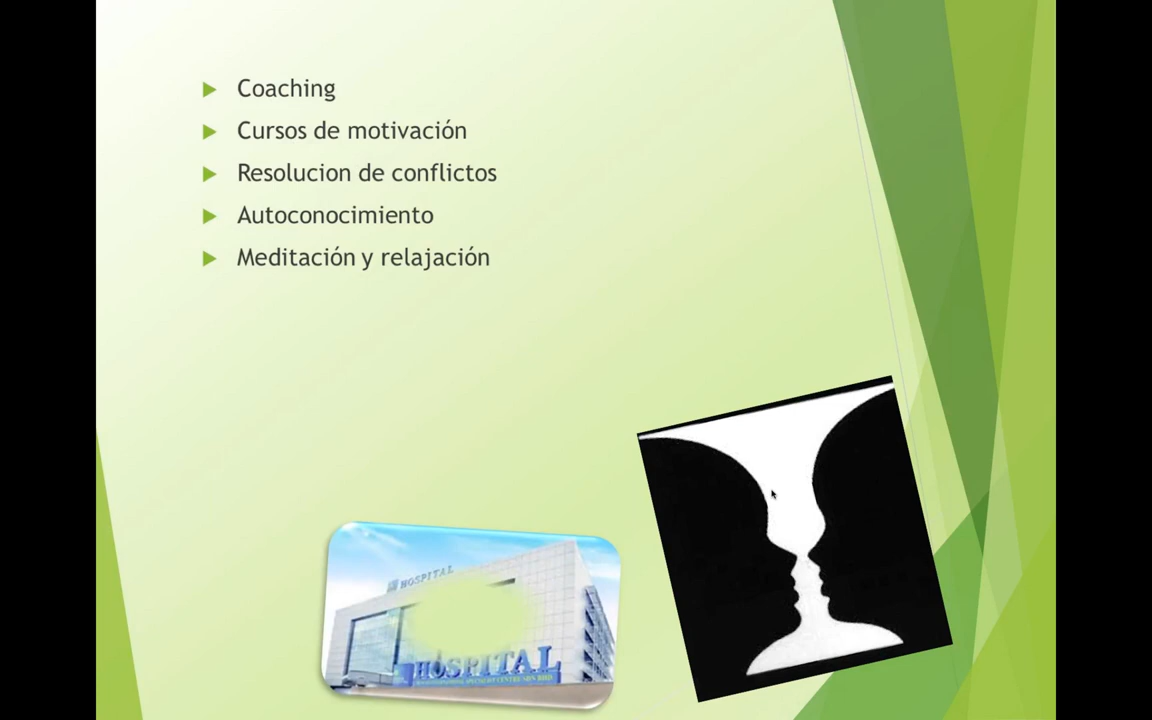 Coaching
Cursos de motivación
Resolucion de conflictos
Autoconocimiento
Meditación y relajación
HOSPITAL
HOSPITAL